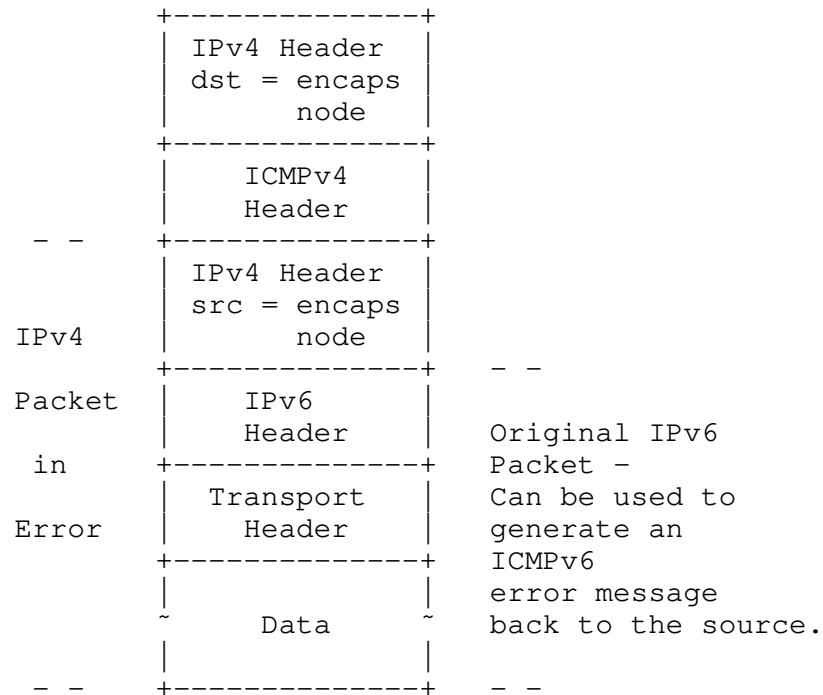 +--------------+
| IPv4 Header  |
| dst = encaps |
|       node   |
+--------------+
|    ICMPv4    |
|    Header    |
- -    +--------------+
| IPv4 Header  |
| src = encaps |
IPv4   |       node   |
+--------------+   - -
Packet |    IPv6      |
|    Header    |   Original IPv6
in    +--------------+   Packet -
|  Transport   |   Can be used to
Error  |    Header    |   generate an
+--------------+   ICMPv6
|              |   error message
~     Data     ~   back to the source.
|              |
- -    +--------------+   - -